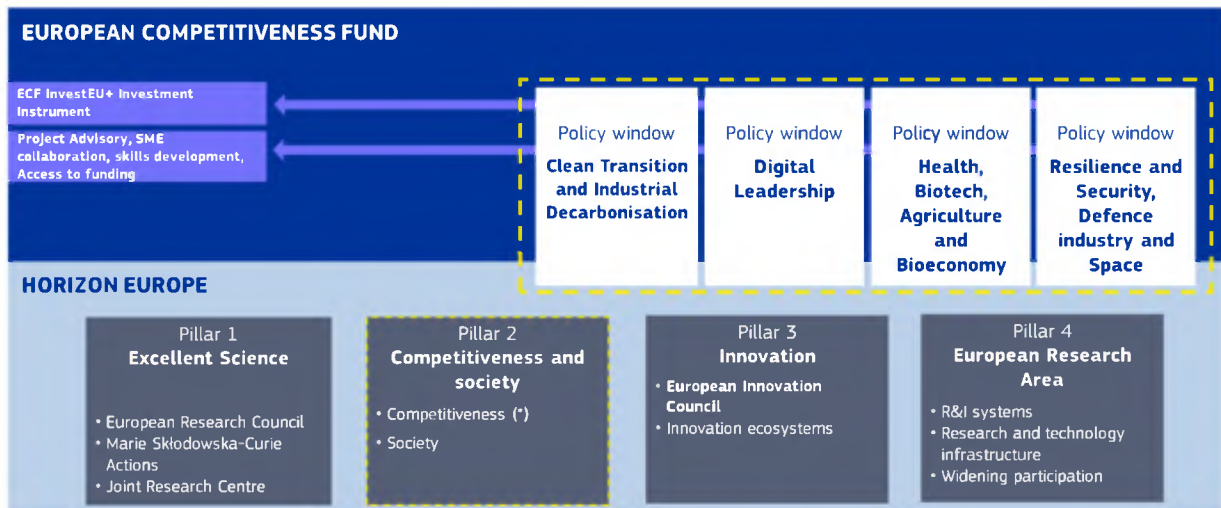 EUROPEAN COMPETITIVENESS FUND
ECF InvestEU+ Investment
Instrument
Project Advisory, SME
collaboration, skills development,
Access to funding
Policy window
Clean Transition
and Industrial
Decarbonisation
Policy window
Digital
Leadership
Policy window
Health,
Biotech,
Agriculture
and
Bioeconomy
Policy window
Resilience and
Security,
Defence
industry and
Space
HORIZON EUROPE
Pillar 1
Excellent Science
• European Research Council
• Marie Skłodowska-Curie
Actions
• Joint Research Centre
Pillar 2
Competitiveness and
society
• Competitiveness (*)
• Society
Pillar 3
Innovation
• European Innovation
Council
• Innovation ecosystems
Pillar 4
European Research
Area
• R&I systems
• Research and technology
infrastructure
• Widening participation